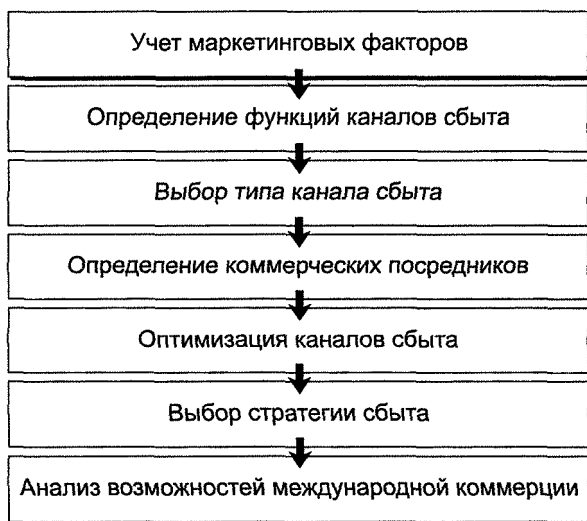 Учет маркетинговых факторов
Определение функций каналов сбыта
Выбор типа канала сбыта
Определение коммерческих посредников
Оптимизация каналов сбыта
Выбор стратегии сбыта
Анализ возможностей международной коммерции